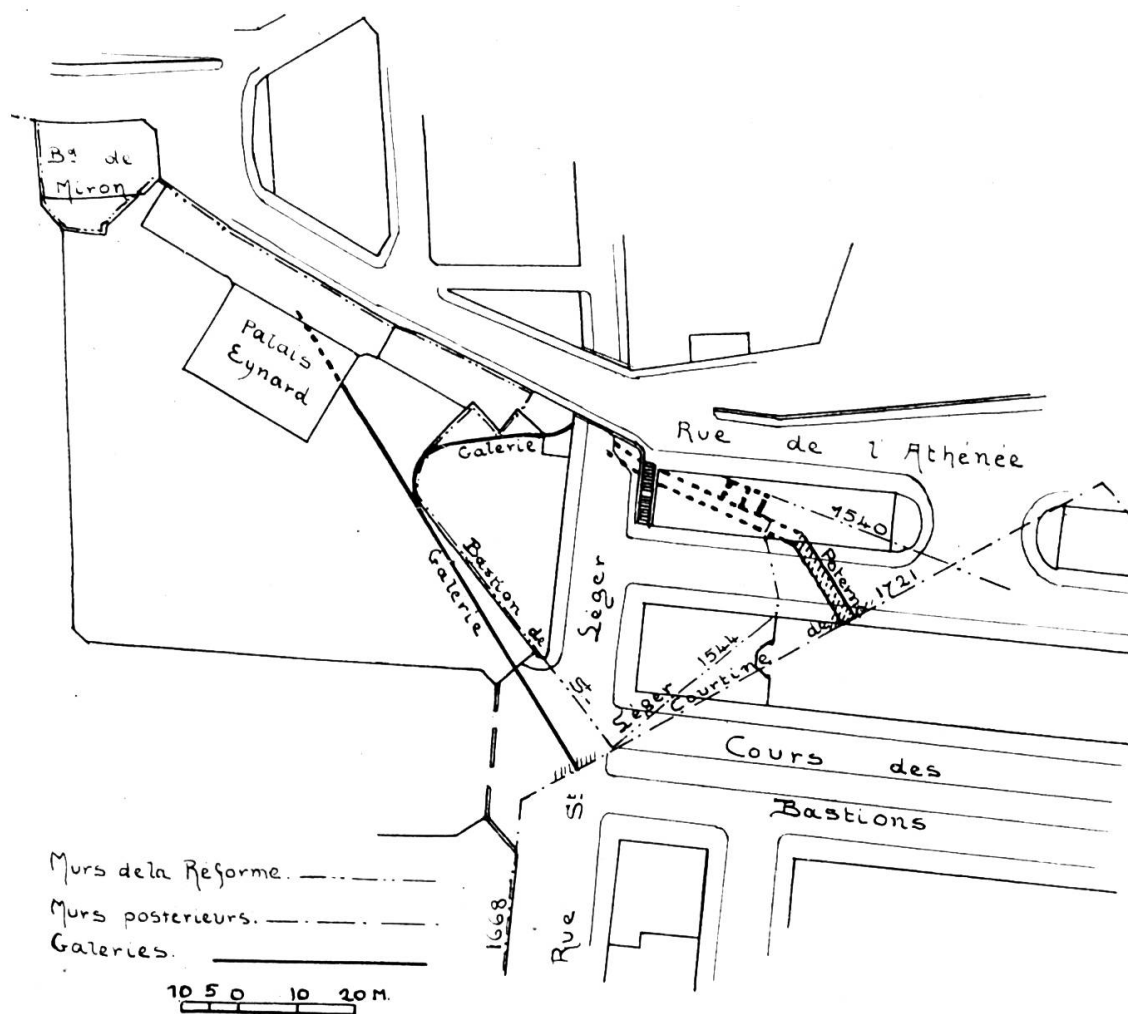 Bᵈ de
Miron
Palais
Eynard
Galerie
Rue de l'Athénée
1540
Poterne
1721
Bastion de
Galerie
Léger
1544
de
Courtine
St
Léger
Cours des
Bastions
St
Rue
1668
Murs de la Réforme.
Murs postérieurs.
Galeries.
10 5 0 10 20 M.